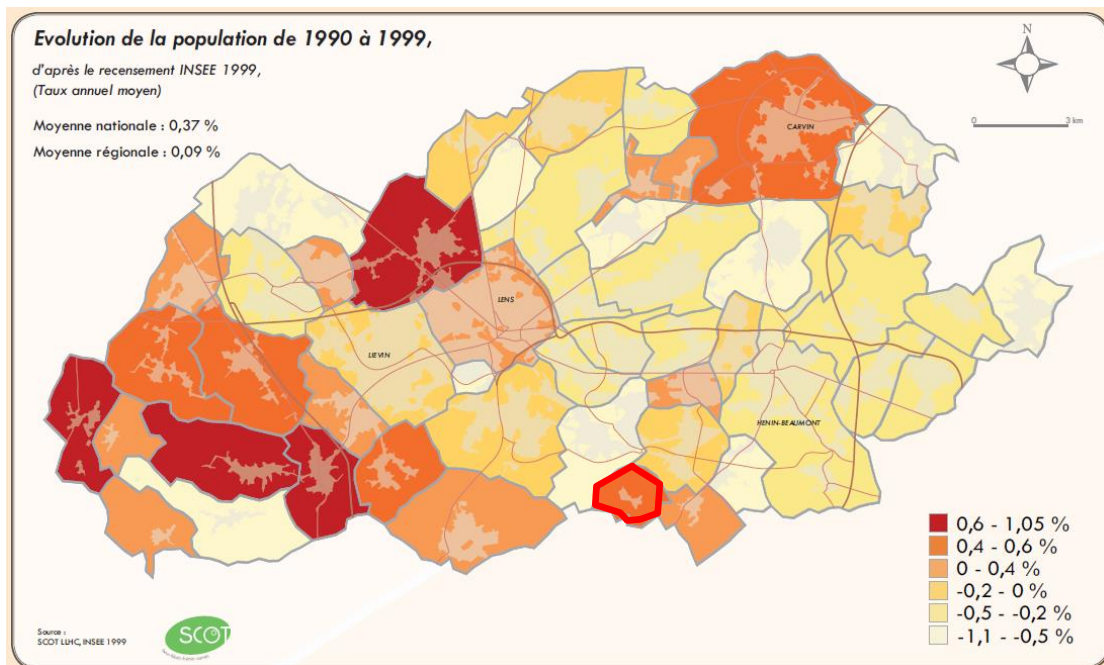 Evolution de la population de 1990 à 1999,
d'après le recensement INSEE 1999,
(Taux annuel moyen)
Moyenne nationale : 0,37 %
Moyenne régionale : 0,09 %
N
0 3 km
CARVIN
LENS
LIEVIN
HENIN-BEAUMONT
0,6 - 1,05 %
0,4 - 0,6 %
0 - 0,4 %
-0,2 - 0 %
-0,5 - -0,2 %
-1,1 - -0,5 %
Source :
SCOT LLHC, INSEE 1999
SCOT